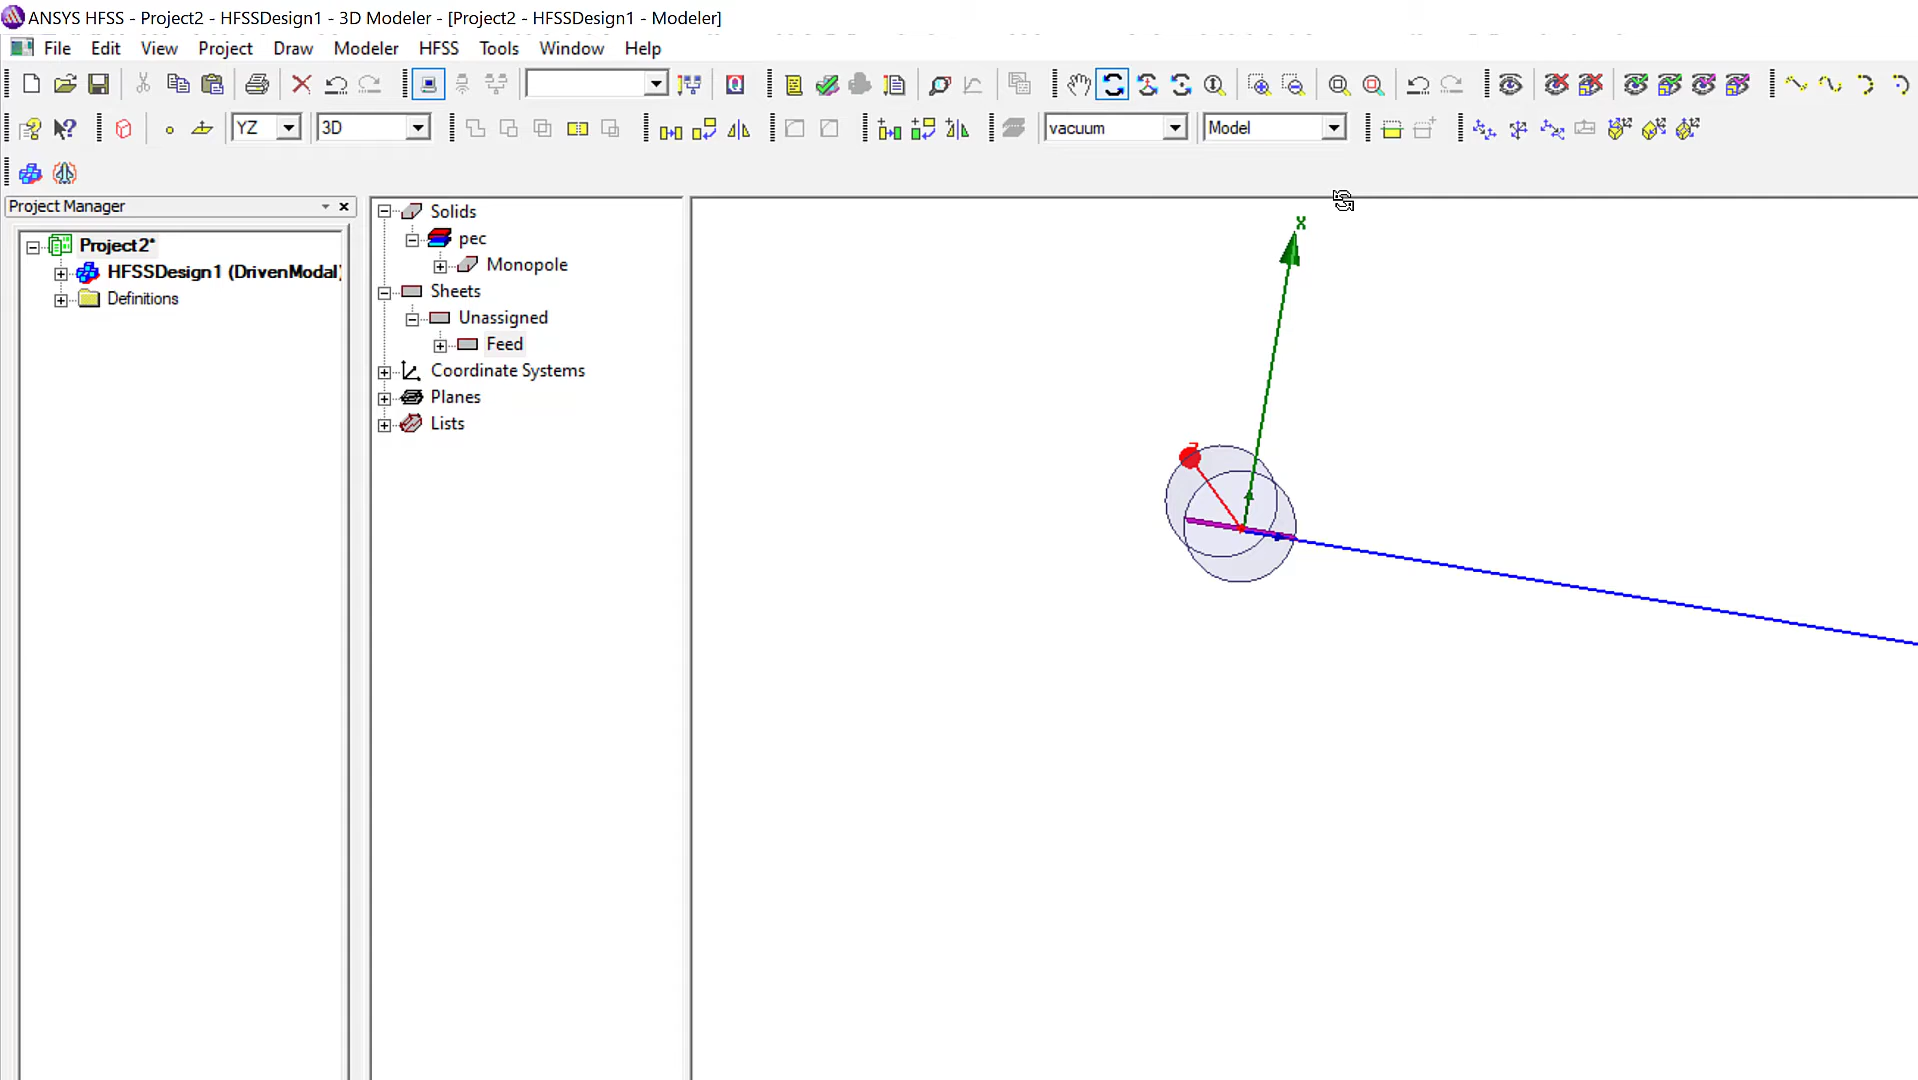 ANSYS HFSS - Project2 - HFSSDesign1 - 3D Modeler - [Project2 - HFSSDesign1 - Modeler]
File Edit View Project Draw Modeler HFSS Tools Window Help
YZ 3D vacuum Model
Project Manager
Project2*
HFSSDesign1 (DrivenModal)
Definitions
Solids
pec
Monopole
Sheets
Unassigned
Feed
Coordinate Systems
Planes
Lists
X
Z